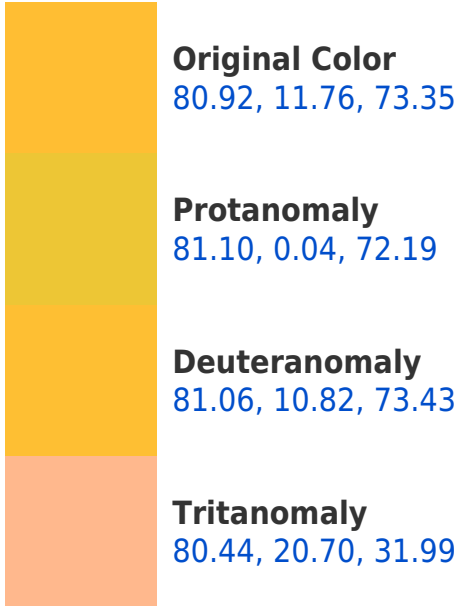 Original Color
80.92, 11.76, 73.35
Protanomaly
81.10, 0.04, 72.19
Deuteranomaly
81.06, 10.82, 73.43
Tritanomaly
80.44, 20.70, 31.99